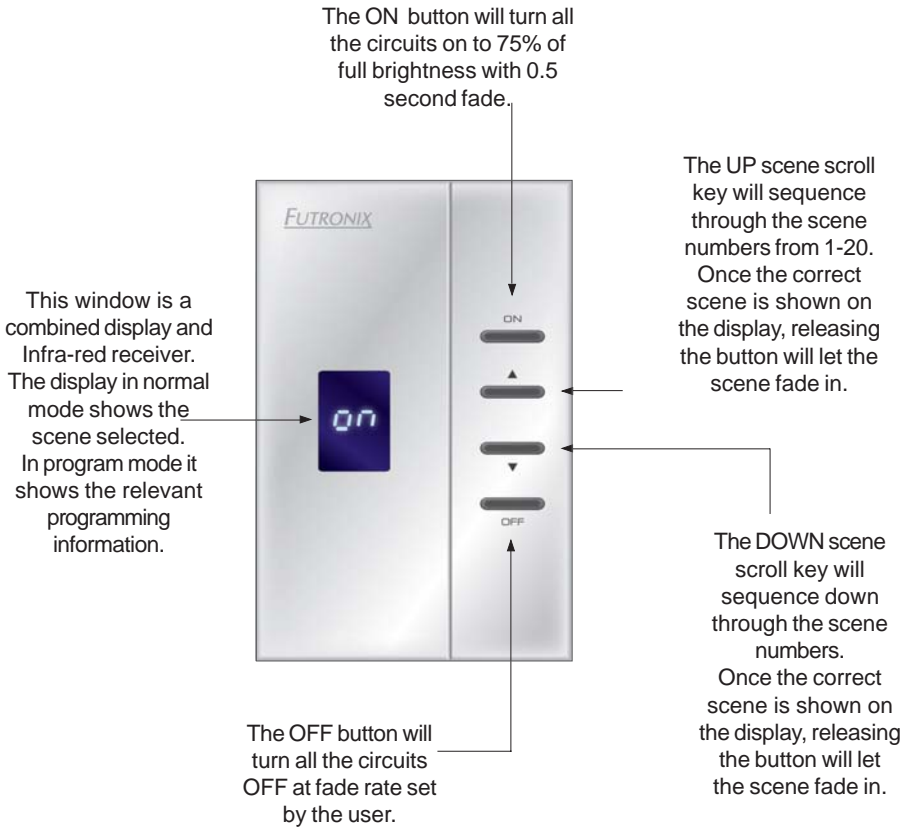 The ON button will turn all
the circuits on to 75% of
full brightness with 0.5
second fade.
FUTRONIX
ON
on
OFF
The UP scene scroll
key will sequence
through the scene
numbers from 1-20.
Once the correct
scene is shown on
the display, releasing
the button will let the
scene fade in.
This window is a
combined display and
Infra-red receiver.
The display in normal
mode shows the
scene selected.
In program mode it
shows the relevant
programming
information.
The DOWN scene
scroll key will
sequence down
through the scene
numbers.
Once the correct
scene is shown on
the display, releasing
the button will let
the scene fade in.
The OFF button will
turn all the circuits
OFF at fade rate set
by the user.